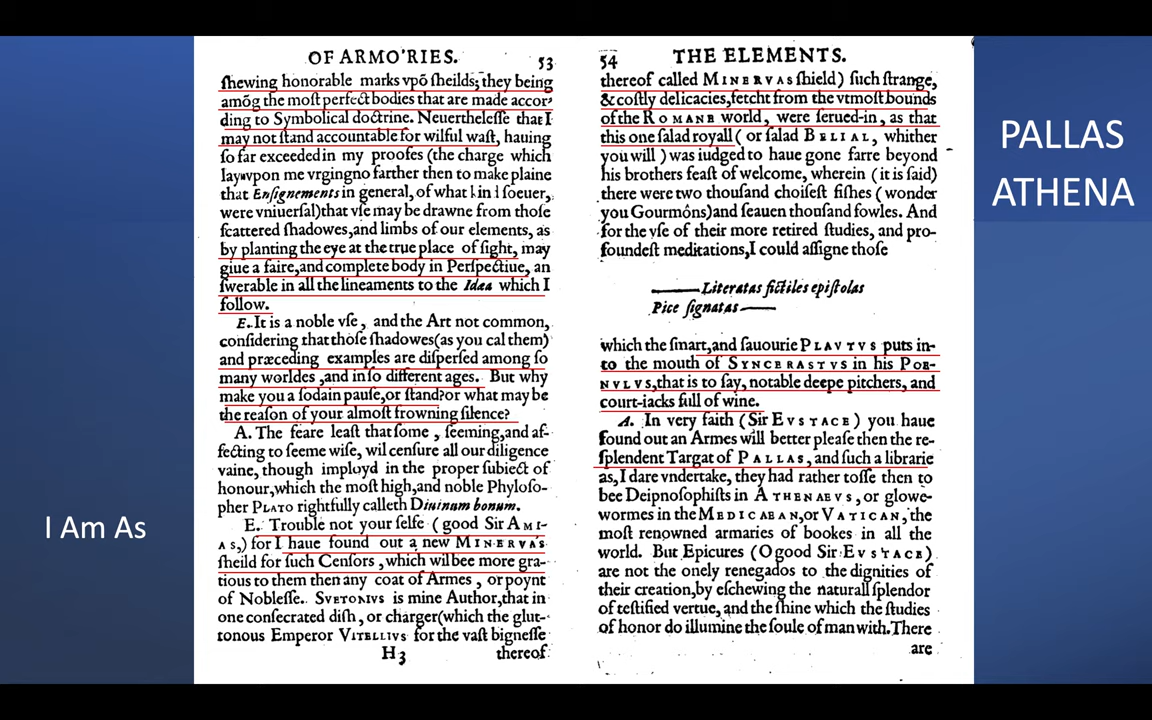 OF ARMO'RIES. 53
ſhewing honorable marks vpõ ſheilds; they being
amõg the moſt perfect bodies that are made accor-
ding to Symbolical doctrine. Neuertheleſſe that I
may not ſtand accountable for wilful waſt, hauing
ſo far exceeded in my proofes (the charge which
lay vpon me vrging no farther then to make plaine
that Enſignements in general, of what kind ſoeuer,
were vniuerſal) that vſe may be drawne from thoſe
ſcattered ſhadowes, and limbs of our elements, as
by planting the eye at the true place of ſight, may
giue a faire, and complete body in Perſpectiue, an
ſwerable in all the lineaments to the Idæa which I
follow.
E. It is a noble vſe, and the Art not common,
conſidering that thoſe ſhadowes (as you cal them)
and præceding examples are diſperſed among ſo
many worldes, and in ſo different ages. But why
make you a ſodain pauſe, or ſtand? or what may be
the reaſon of your almoſt frowning ſilence?
A. The feare leaſt that ſome, ſeeming, and af-
fecting to ſeeme wiſe, wil cenſure all our diligence
vaine, though imployd in the proper ſubiect of
honour, which the moſt high, and noble Phyloſo-
pher PLATO rightfully calleth Diuinum bonum.
E. Trouble not your ſelfe (good Sir AMI-
AS,) for I haue found out a new MINERVAS
ſheild for ſuch Cenſors, which wil bee more gra-
tious to them then any coat of Armes, or poynt
of Nobleſſe. SVETONIVS is mine Author, that in
one conſecrated diſh, or charger (which the glut-
tonous Emperor VITELLIVS for the vaſt bigneſſe
H3 thereof
54 THE ELEMENTS.
thereof called MINERVAS ſhield) ſuch ſtrange,
& coſtly delicacies, fetcht from the vtmoſt bounds
of the ROMANE world, were ſerued-in, as that
this one ſalad royall (or ſalad BELIAL, whither
you will) was iudged to haue gone farre beyond
his brothers feaſt of welcome, wherein (it is ſaid)
there were two thouſand choiſeſt fiſhes (wonder
you Gourmôns) and ſeauen thouſand fowles. And
for the vſe of their more retired ſtudies, and pro-
foundeſt meditations, I could aſſigne thoſe
—— Literatas fictiles epiſtolas
Pice ſignatas ——
which the ſmart, and ſauourie PLAVTVS puts in-
to the mouth of SYNCERASTVS in his POE-
NVLVS, that is to ſay, notable deepe pitchers, and
court-iacks full of wine.
A. In very faith (Sir EVSTACE) you haue
found out an Armes will better pleaſe then the re-
ſplendent Targat of PALLAS, and ſuch a librarie
as, I dare vndertake, they had rather toſſe then to
bee Deipnoſophiſts in ATHENAEVS, or glowe-
wormes in the MEDICAEAN, or VATICAN, the
moſt renowned armaries of bookes in all the
world. But Epicures (O good Sir EVSTACE)
are not the onely renegados to the dignities of
their creation, by eſchewing the naturall ſplendor
of teſtified vertue, and the ſhine which the ſtudies
of honor do illumine the ſoule of man with. There
are
I Am As
PALLAS
ATHENA